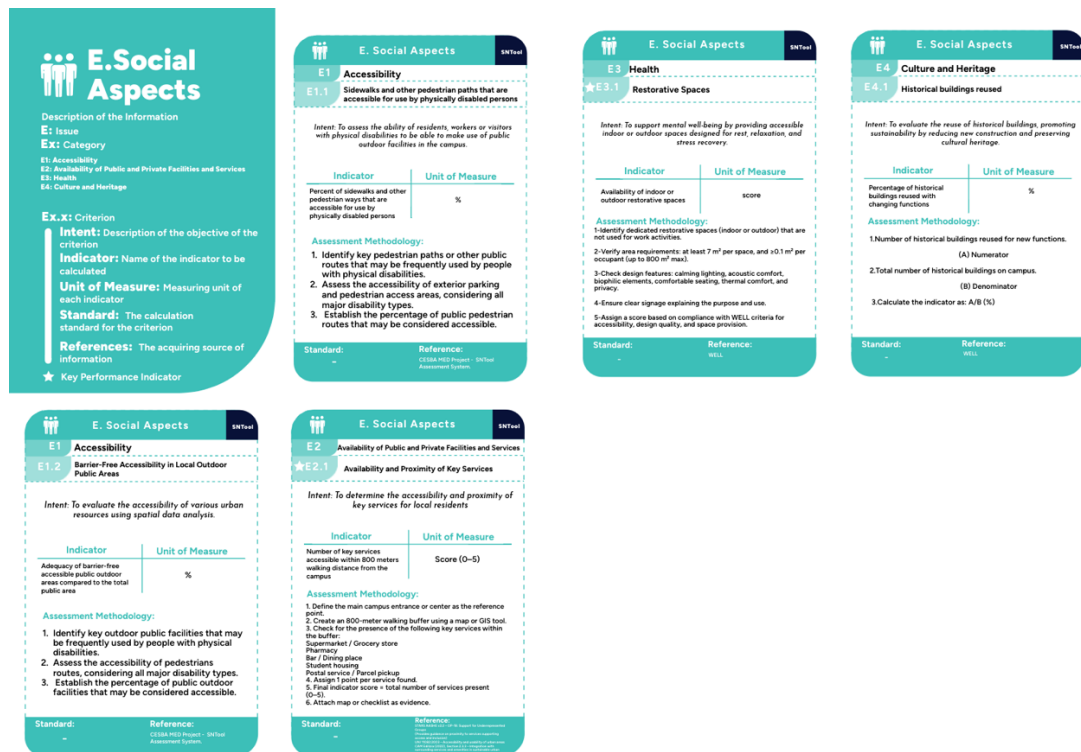 E.Social
Aspects
Description of the Information
E: Issue
Ex: Category
E1: Accessibility
E2: Availability of Public and Private Facilities and Services
E3: Health
E4: Culture and Heritage
Ex.x: Criterion
Intent: Description of the objective of the
criterion
Indicator: Name of the indicator to be
calculated
Unit of Measure: Measuring unit of
each indicator
Standard: The calculation
standard for the criterion
References: The acquiring source of
information
Key Performance Indicator
E. Social Aspects
SNTool
E1 Accessibility
E1.1 Sidewalks and other pedestrian paths that are
accessible for use by physically disabled persons
Intent: To assess the ability of residents, workers or visitors
with physical disabilities to be able to make use of public
outdoor facilities in the campus.
Indicator
Unit of Measure
Percent of sidewalks and other
pedestrian ways that are
accessible for use by
physically disabled persons
%
Assessment Methodology:
1. Identify key pedestrian paths or other public
routes that may be frequently used by people
with physical disabilities.
2. Assess the accessibility of exterior parking
and pedestrian access areas, considering all
major disability types.
3. Establish the percentage of public pedestrian
routes that may be considered accessible.
Standard:
-
Reference:
CESBA MED Project - SNTool
Assessment System.
E. Social Aspects
SNTool
E3 Health
E3.1 Restorative Spaces
Intent: To support mental well-being by providing accessible
indoor or outdoor spaces designed for rest, relaxation, and
stress recovery.
Indicator
Unit of Measure
Availability of indoor or
outdoor restorative spaces
score
Assessment Methodology:
1-Identify dedicated restorative spaces (indoor or outdoor) that are
not used for work activities.
2-Verify area requirements: at least 7 m² per space, and ≥0.1 m² per
occupant (up to 800 m² max).
3-Check design features: calming lighting, acoustic comfort,
biophilic elements, comfortable seating, thermal comfort, and
privacy.
4-Ensure clear signage explaining the purpose and use.
5-Assign a score based on compliance with WELL criteria for
accessibility, design quality, and space provision.
Standard:
-
Reference:
WELL
E. Social Aspects
SNTool
E4 Culture and Heritage
E4.1 Historical buildings reused
Intent: To evaluate the reuse of historical buildings, promoting
sustainability by reducing new construction and preserving
cultural heritage.
Indicator
Unit of Measure
Percentage of historical
buildings reused with
changing functions
%
Assessment Methodology:
1.Number of historical buildings reused for new functions.
(A) Numerator
2.Total number of historical buildings on campus.
(B) Denominator
3.Calculate the indicator as: A/B (%)
Standard:
-
Reference:
WELL
E. Social Aspects
SNTool
E1 Accessibility
E1.2 Barrier-Free Accessibility in Local Outdoor
Public Areas
Intent: To evaluate the accessibility of various urban
resources using spatial data analysis.
Indicator
Unit of Measure
Adequacy of barrier-free
accessible public outdoor
areas compared to the total
public area
%
Assessment Methodology:
1. Identify key outdoor public facilities that may
be frequently used by people with physical
disabilities.
2. Assess the accessibility of pedestrians
routes, considering all major disability types.
3. Establish the percentage of public outdoor
facilities that may be considered accessible.
Standard:
-
Reference:
CESBA MED Project - SNTool
Assessment System.
E. Social Aspects
SNTool
E2 Availability of Public and Private Facilities and Services
E2.1 Availability and Proximity of Key Services
Intent: To determine the accessibility and proximity of
key services for local residents
Indicator
Unit of Measure
Number of key services
accessible within 800 meters
walking distance from the
campus
Score (0–5)
Assessment Methodology:
1. Define the main campus entrance or center as the reference
point.
2. Create an 800-meter walking buffer using a map or GIS tool.
3. Check for the presence of the following key services within
the buffer:
Supermarket / Grocery store
Pharmacy
Bar / Dining place
Student housing
Postal service / Parcel pickup
4. Assign 1 point per service found.
5. Final indicator score = total number of services present
(0–5).
6. Attach map or checklist as evidence.
Standard:
-
Reference: